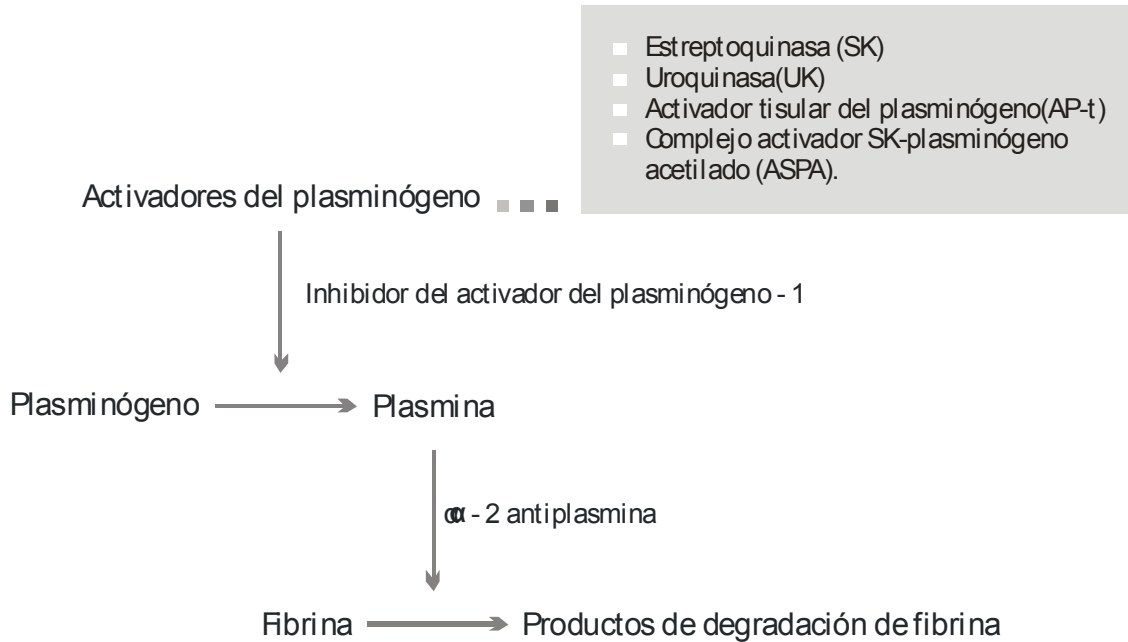 Estreptoquinasa (SK)
Uroquinasa(UK)
Activador tisular del plasminógeno(AP-t)
Complejo activador SK-plasminógeno
acetilado (ASPA).
Activadores del plasminógeno
Inhibidor del activador del plasminógeno - 1
Plasminógeno Plasmina
α - 2 antiplasmina
Fibrina Productos de degradación de fibrina